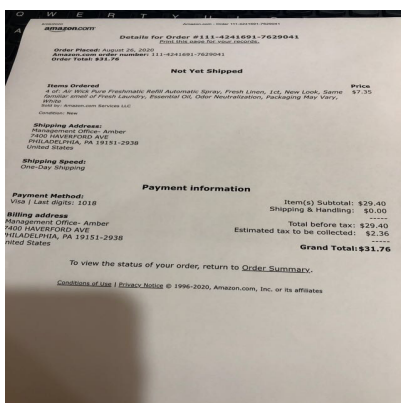 Q W E R T Y U
Amazon.com - Order 111-4241691-7629041
amazon.com
Details for Order #111-4241691-7629041
Print this page for your records.
Order Placed: August 26, 2020
Amazon.com order number: 111-4241691-7629041
Order Total: $31.76
Not Yet Shipped
Items Ordered Price
4 of: Air Wick Pure Freshmatic Refill Automatic Spray, Fresh Linen, 1ct, New Look, Same $7.35
familiar smell of Fresh Laundry, Essential Oil, Odor Neutralization, Packaging May Vary,
White
Sold by: Amazon.com Services LLC
Condition: New
Shipping Address:
Management Office- Amber
7400 HAVERFORD AVE
PHILADELPHIA, PA 19151-2938
United States
Shipping Speed:
One-Day Shipping
Payment information
Payment Method:
Visa | Last digits: 1018
Billing address
Management Office- Amber
7400 HAVERFORD AVE
PHILADELPHIA, PA 19151-2938
nited States
Item(s) Subtotal: $29.40
Shipping & Handling: $0.00
-----
Total before tax: $29.40
Estimated tax to be collected: $2.36
-----
Grand Total: $31.76
To view the status of your order, return to Order Summary.
Conditions of Use | Privacy Notice © 1996-2020, Amazon.com, Inc. or its affiliates